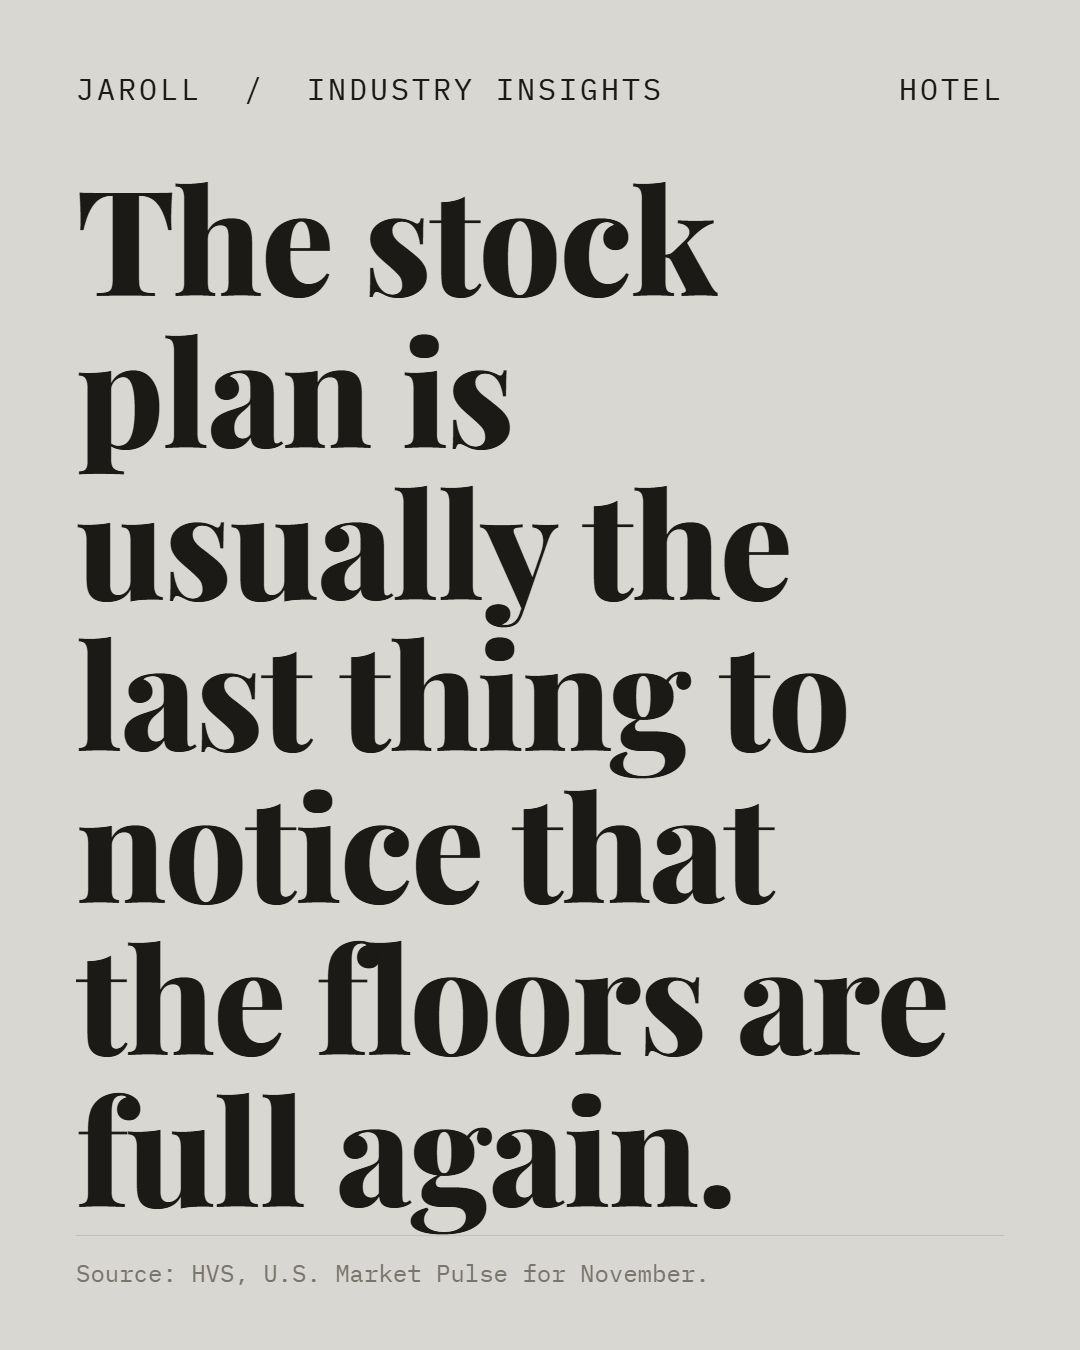 JAROLL / INDUSTRY INSIGHTS HOTEL
The stock
plan is
usually the
last thing to
notice that
the floors are
full again.
Source: HVS, U.S. Market Pulse for November.